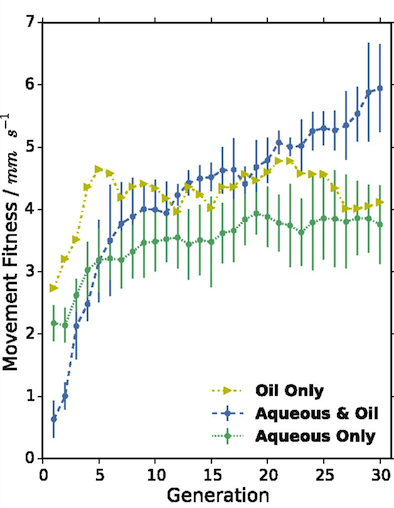 7
6
5
4
3
2
1
0
Movement Fitness / mm s⁻¹
Oil Only
Aqueous & Oil
Aqueous Only
0 5 10 15 20 25 30
Generation